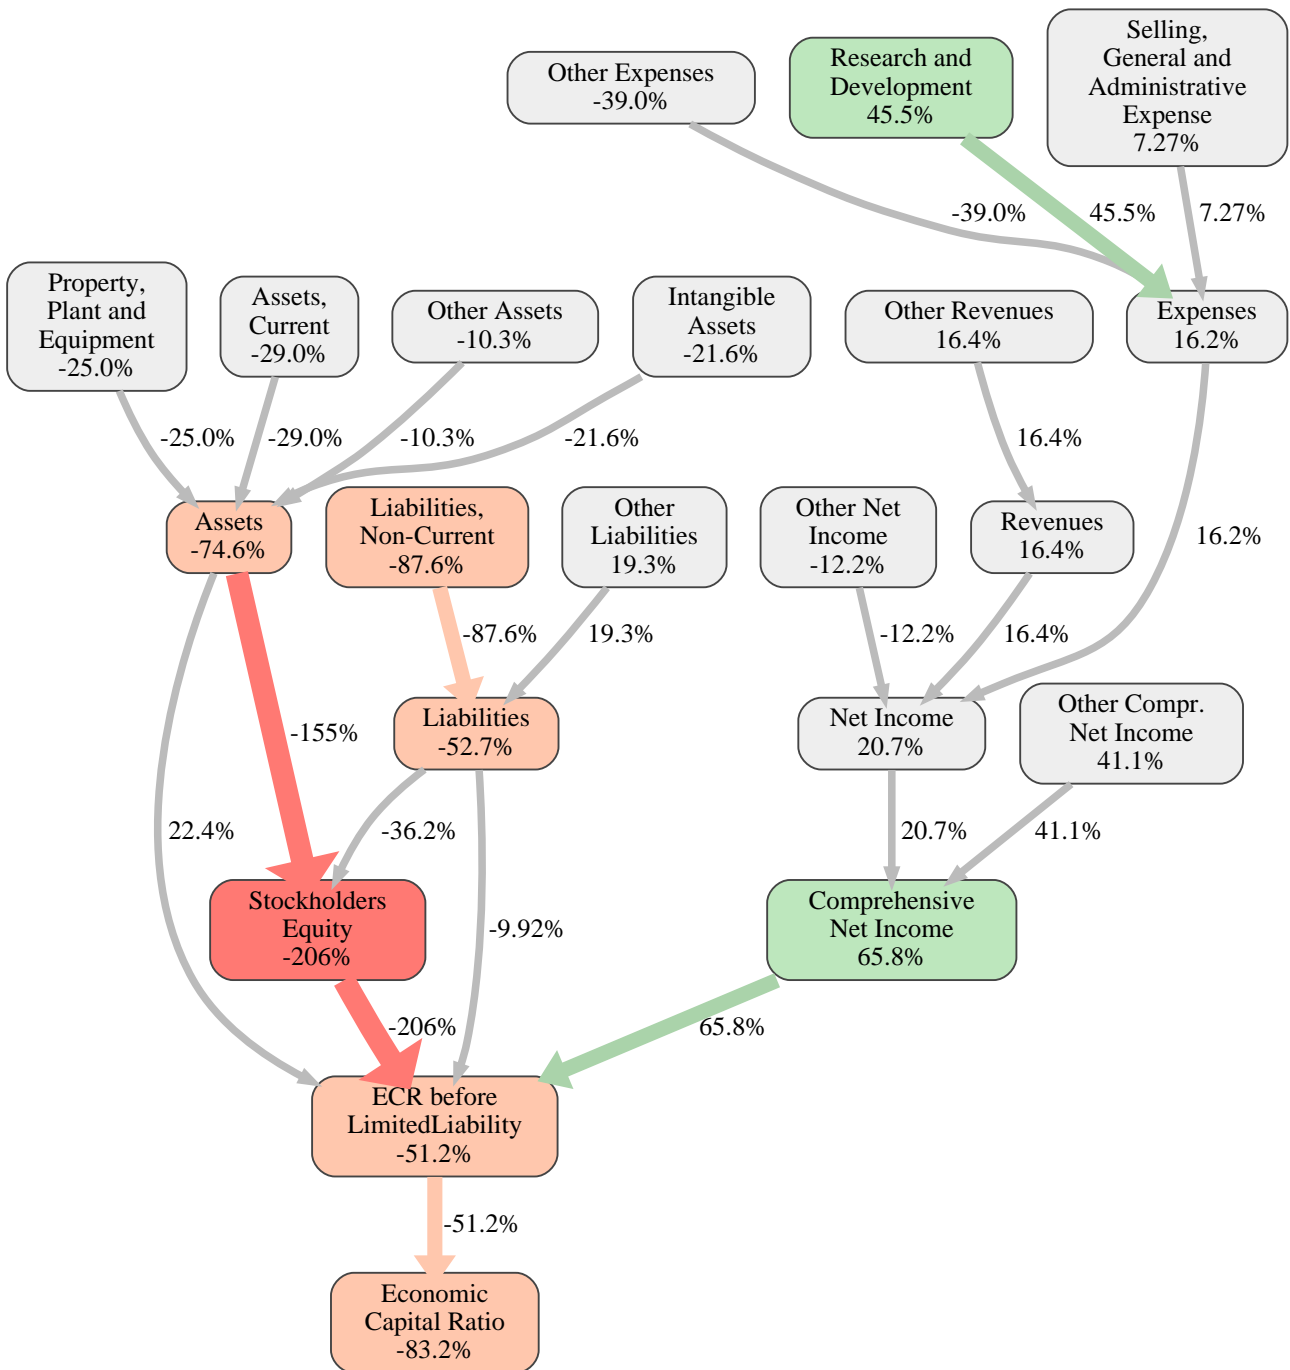 Other Expenses
-39.0%
Research and
Development
45.5%
Selling,
General and
Administrative
Expense
7.27%
-39.0%
45.5%
7.27%
Property,
Plant and
Equipment
-25.0%
Assets,
Current
-29.0%
Other Assets
-10.3%
Intangible
Assets
-21.6%
Other Revenues
16.4%
Expenses
16.2%
-25.0%
-29.0%
-10.3%
-21.6%
16.4%
16.2%
Assets
-74.6%
Liabilities,
Non-Current
-87.6%
Other
Liabilities
19.3%
Other Net
Income
-12.2%
Revenues
16.4%
-87.6%
19.3%
-12.2%
16.4%
Liabilities
-52.7%
Net Income
20.7%
Other Compr.
Net Income
41.1%
-155%
22.4%
-36.2%
20.7%
41.1%
Stockholders
Equity
-206%
-9.92%
Comprehensive
Net Income
65.8%
-206%
65.8%
ECR before
LimitedLiability
-51.2%
-51.2%
Economic
Capital Ratio
-83.2%